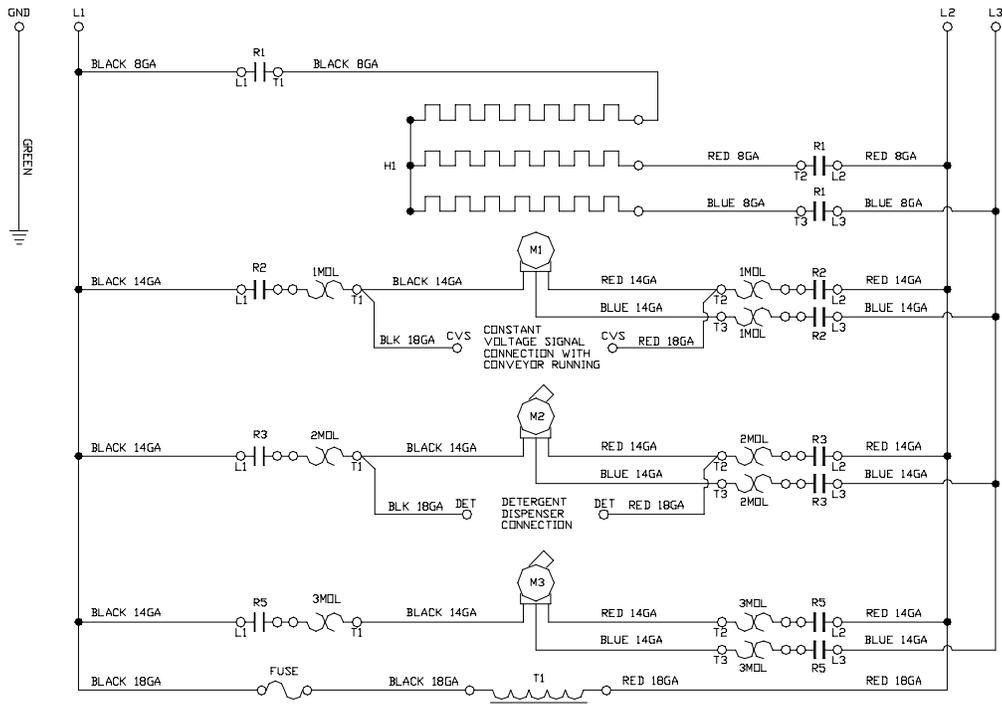 GND L1 L2 L3
R1
BLACK 8GA BLACK 8GA
L1 T1
GREEN
R1
H1 RED 8GA RED 8GA
T2 L2
R1
BLUE 8GA BLUE 8GA
T3 L3
M1
R2 1MOL 1MOL R2
BLACK 14GA BLACK 14GA RED 14GA RED 14GA
L1 T1 T2 L2
BLUE 14GA BLUE 14GA
T3 1MOL R2 L3
BLK 18GA CVS
CONSTANT
VOLTAGE SIGNAL
CONNECTION WITH
CONVEYOR RUNNING
CVS RED 18GA
M2
R3 2MOL 2MOL R3
BLACK 14GA BLACK 14GA RED 14GA RED 14GA
L1 T1 T2 L2
BLUE 14GA BLUE 14GA
T3 2MOL R3 L3
BLK 18GA DET
DETERGENT
DISPENSER
CONNECTION
DET RED 18GA
M3
R5 3MOL 3MOL R5
BLACK 14GA BLACK 14GA RED 14GA RED 14GA
L1 T1 T2 L2
BLUE 14GA BLUE 14GA
T3 3MOL R5 L3
FUSE T1
BLACK 18GA BLACK 18GA RED 18GA RED 18GA